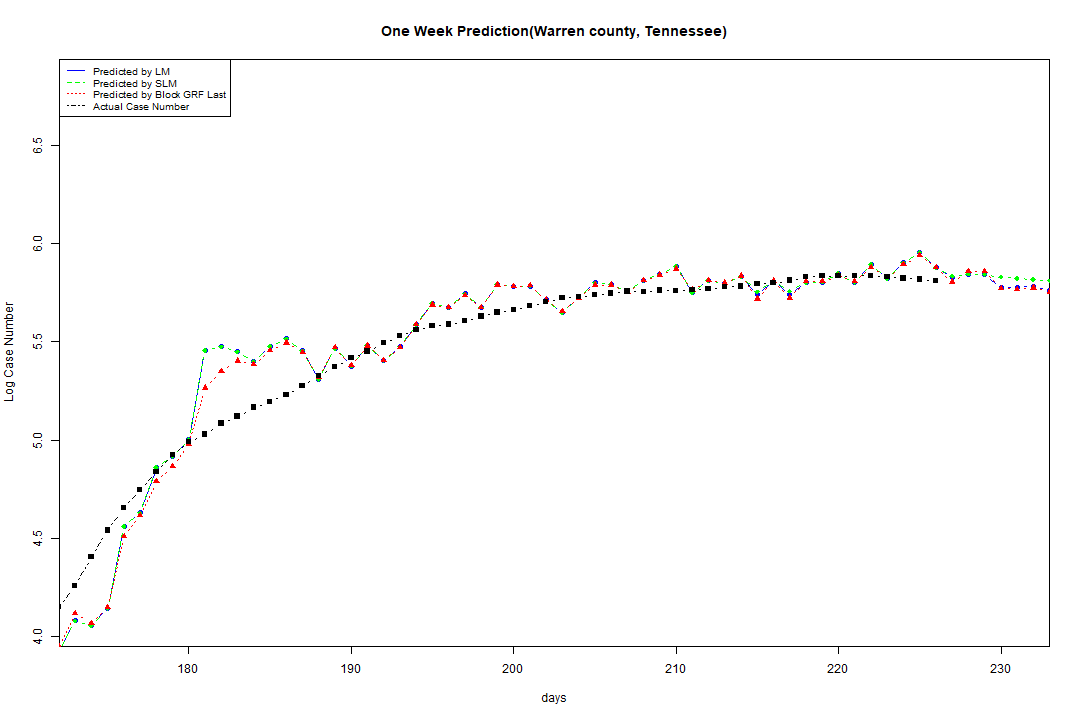 One Week Prediction(Warren county, Tennessee)
Predicted by LM
Predicted by SLM
Predicted by Block GRF Last
Actual Case Number
Log Case Number
6.5
6.0
5.5
5.0
4.5
4.0
180 190 200 210 220 230
days